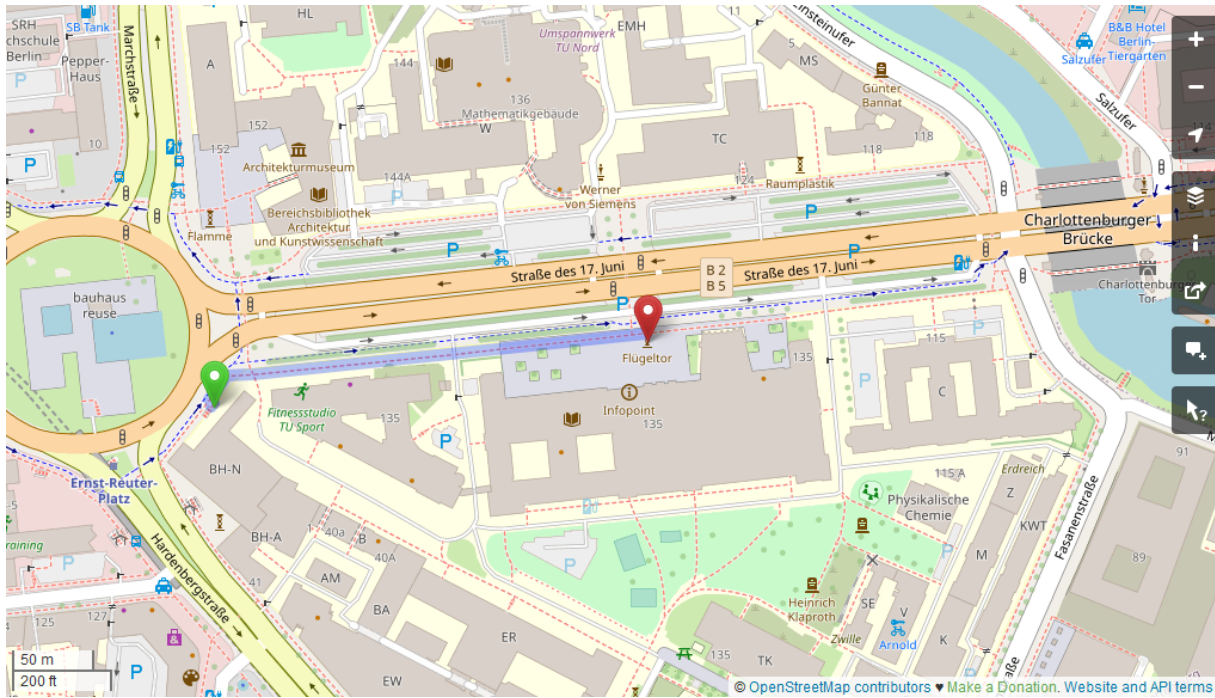 SRH
chschule
Berlin
SB Tank
Pepper-
Haus
Marchstraße
HL
A
144
Umspannwerk
TU Nord
EMH
136
Mathematikgebäude
W
MS
5
insteinufer
Günter
Bannat
Salzufer
B&B Hotel
Berlin-
Tiergarten
Salzufer
10
152
152
Architekturmuseum
144A
P
TC
118
118
124
Raumplastik
Werner
von Siemens
Bereichsbibliothek
Architektur
und Kunstwissenschaft
Flamme
P
P
P
P
P
Charlottenburger
Brücke
Straße des 17. Juni
B 2
B 5
Straße des 17. Juni
bauhaus
reuse
P
Charlottenburger
Tor
115
P
P
Flügeltor
135
Fitnessstudio
TU Sport
135
P
Infopoint
135
C
BH-N
Ernst-Reuter-
Platz
115 A
Erdreich
91
Physikalische
Chemie
Z
KWT
P
Fasanenstraße
raining
P
Hardenbergstraße
BH-A
40a
B
40A
41
AM
BA
P
M
89
Heinrich
Klaproth
SE
V
Zwille
Arnold
K
127
125
P
ER
EW
135
TK
50 m
200 ft
© OpenStreetMap contributors ♥ Make a Donation. Website and API terms